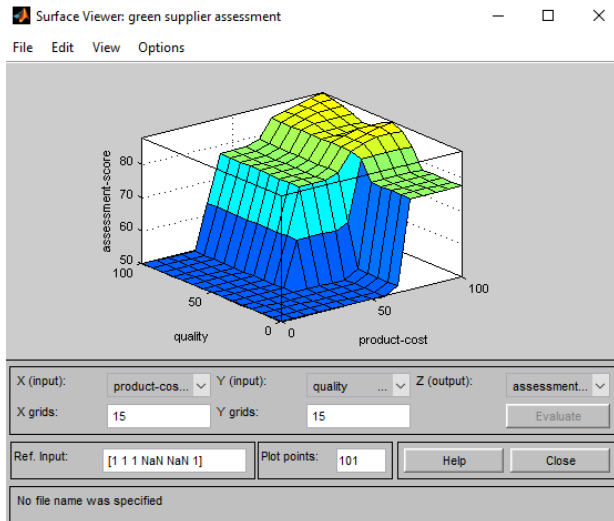 Surface Viewer: green supplier assessment
File Edit View Options
assessment-score
80
70
60
50
100
50
0
quality
0
50
100
product-cost
X (input): product-cos... Y (input): quality ... Z (output): assessment...
X grids: 15 Y grids: 15 Evaluate
Ref. Input: [1 1 1 NaN NaN 1] Plot points: 101 Help Close
No file name was specified